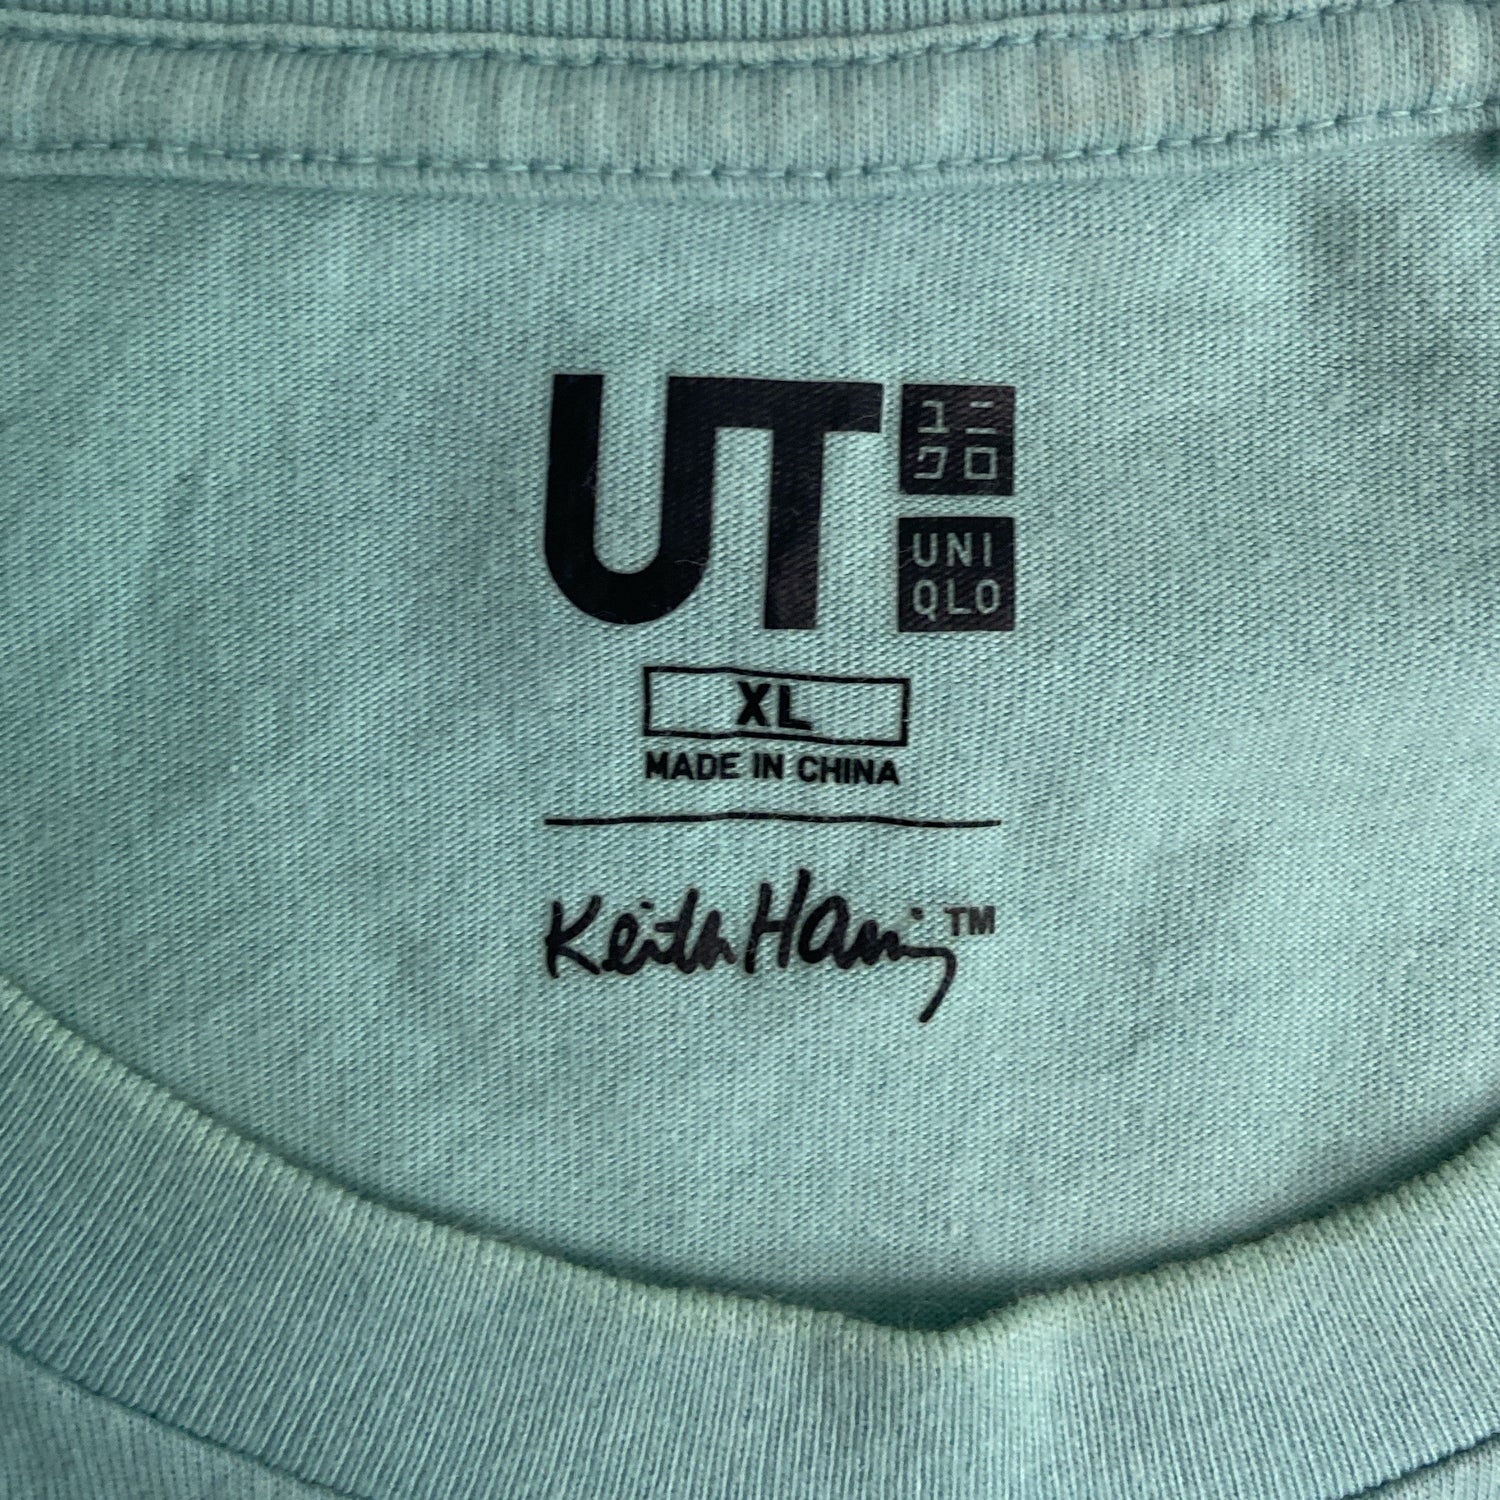 UT
ユニ
クロ
UNI
QLO
XL
MADE IN CHINA
Keith Haring™